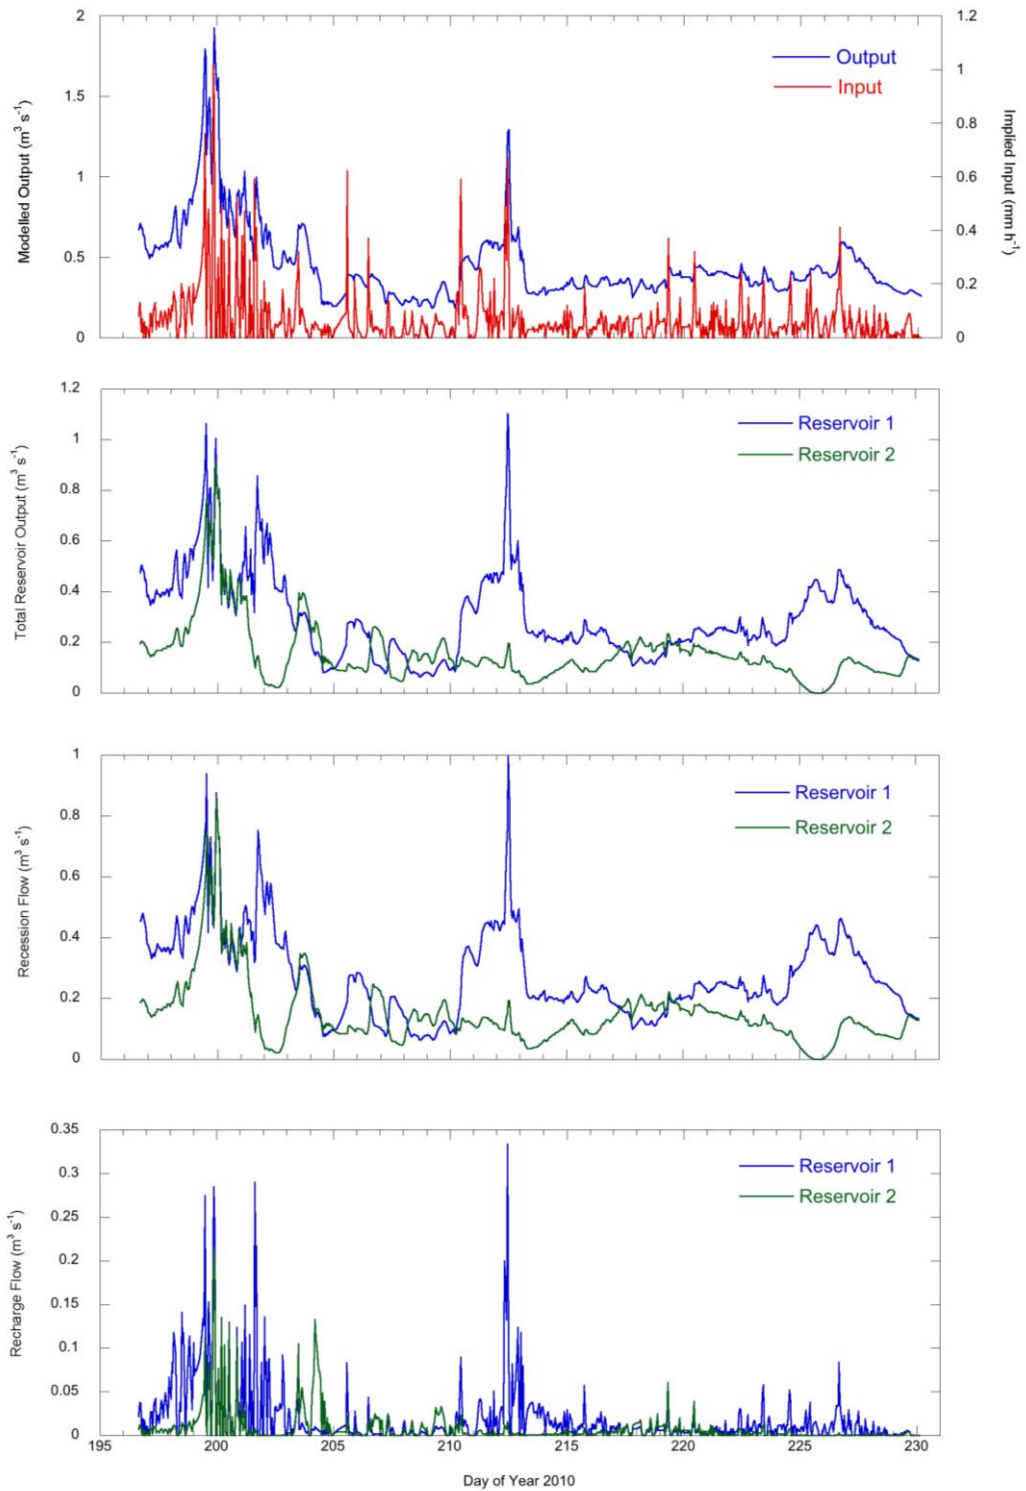 2
1.5
1
0.5
0
Modelled Output (m³ s⁻¹)
1.2
1
0.8
0.6
0.4
0.2
0
Implied Input (mm h⁻¹)
Output
Input
1.2
1
0.8
0.6
0.4
0.2
0
Total Reservoir Output (m³ s⁻¹)
Reservoir 1
Reservoir 2
1
0.8
0.6
0.4
0.2
0
Recession Flow (m³ s⁻¹)
Reservoir 1
Reservoir 2
0.35
0.3
0.25
0.2
0.15
0.1
0.05
0
Recharge Flow (m³ s⁻¹)
Reservoir 1
Reservoir 2
195 200 205 210 215 220 225 230
Day of Year 2010